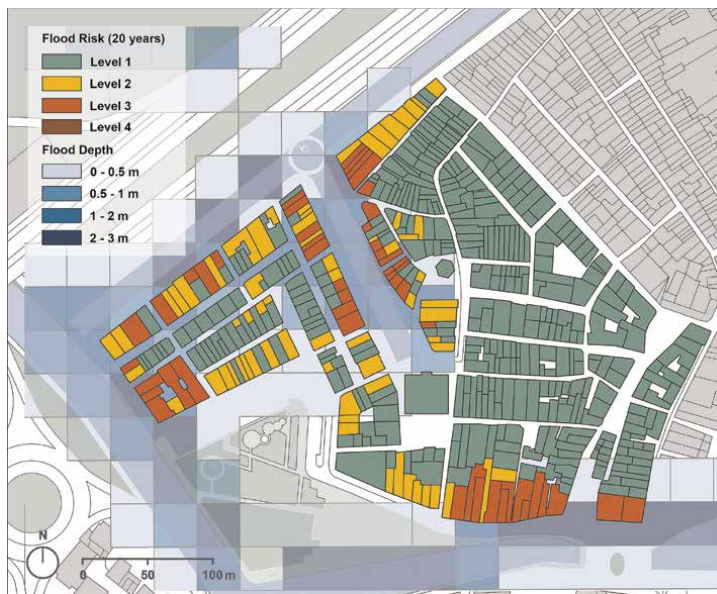 Flood Risk (20 years)
Level 1
Level 2
Level 3
Level 4
Flood Depth
0 - 0.5 m
0.5 - 1 m
1 - 2 m
2 - 3 m
N
0 50 100 m